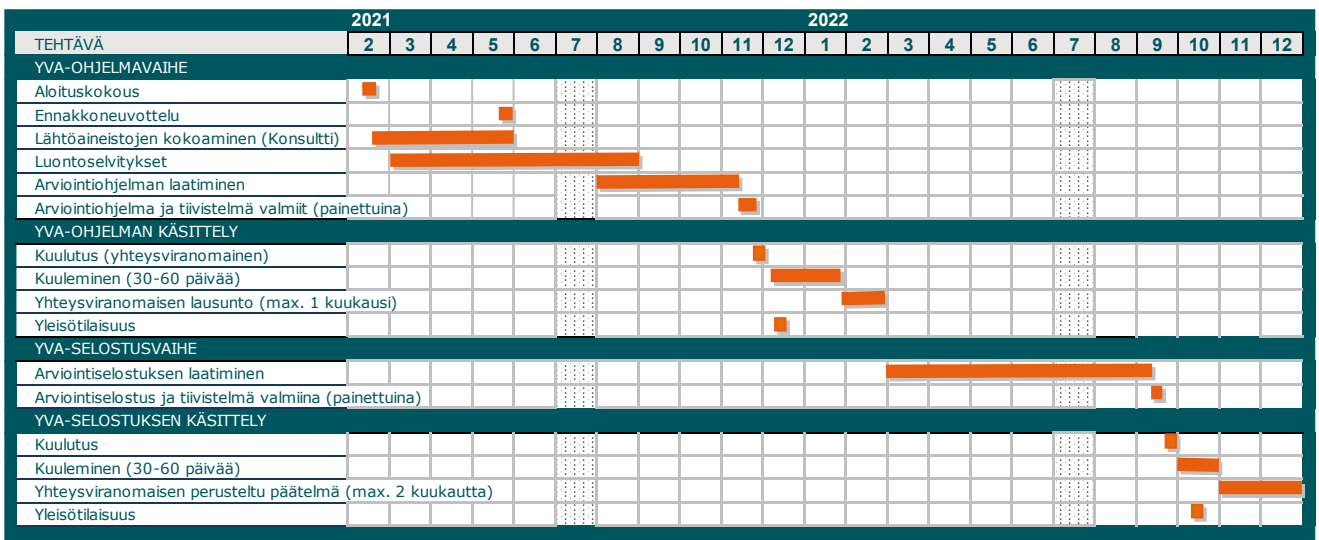 2021 2022
TEHTÄVÄ 2 3 4 5 6 7 8 9 10 11 12 1 2 3 4 5 6 7 8 9 10 11 12
YVA-OHJELMAVAIHE
Aloituskokous
Ennakkoneuvottelu
Lähtöaineistojen kokoaminen (Konsultti)
Luontoselvitykset
Arviointiohjelman laatiminen
Arviointiohjelma ja tiivistelmä valmiit (painettuina)
YVA-OHJELMAN KÄSITTELY
Kuulutus (yhteysviranomainen)
Kuuleminen (30-60 päivää)
Yhteysviranomaisen lausunto (max. 1 kuukausi)
Yleisötilaisuus
YVA-SELOSTUSVAIHE
Arviointiselostuksen laatiminen
Arviointiselostus ja tiivistelmä valmiina (painettuina)
YVA-SELOSTUKSEN KÄSITTELY
Kuulutus
Kuuleminen (30-60 päivää)
Yhteysviranomaisen perusteltu päätelmä (max. 2 kuukautta)
Yleisötilaisuus